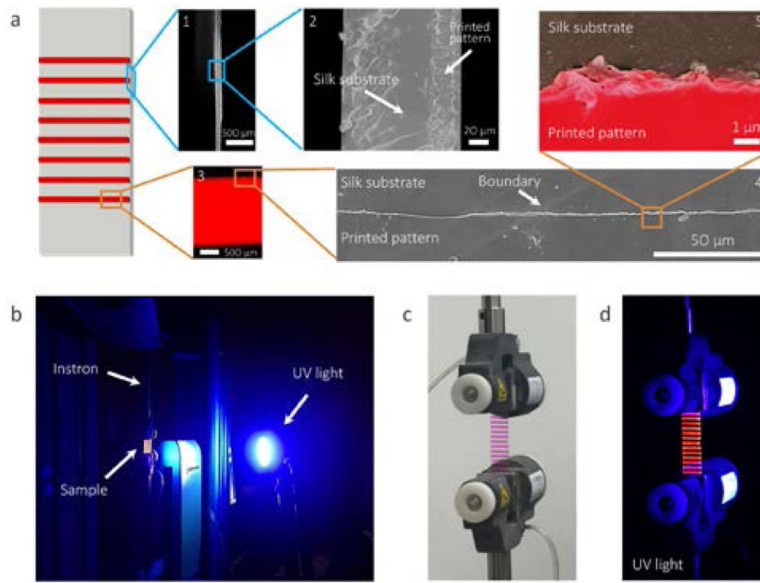 a
1
2
Printed
pattern
Silk substrate
500 µm
20 µm
Silk substrate
Printed pattern
1 µm
3
500 µm
Silk substrate
Boundary
4
Printed pattern
50 µm
b
Instron
UV light
Sample
c
d
UV light